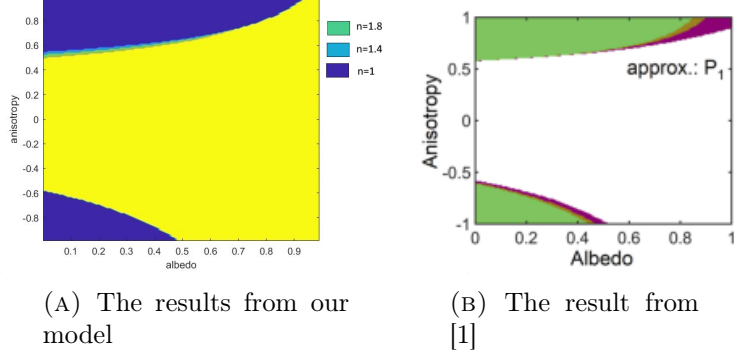 0.8
0.6
0.4
0.2
0
-0.2
-0.4
-0.6
-0.8
anisotropy
0.1 0.2 0.3 0.4 0.5 0.6 0.7 0.8 0.9
albedo
n=1.8
n=1.4
n=1
1
0.5
0
-0.5
-1
Anisotropy
approx.: P₁
0 0.2 0.4 0.6 0.8 1
Albedo
(A) The results from our
model
(B) The result from
[1]